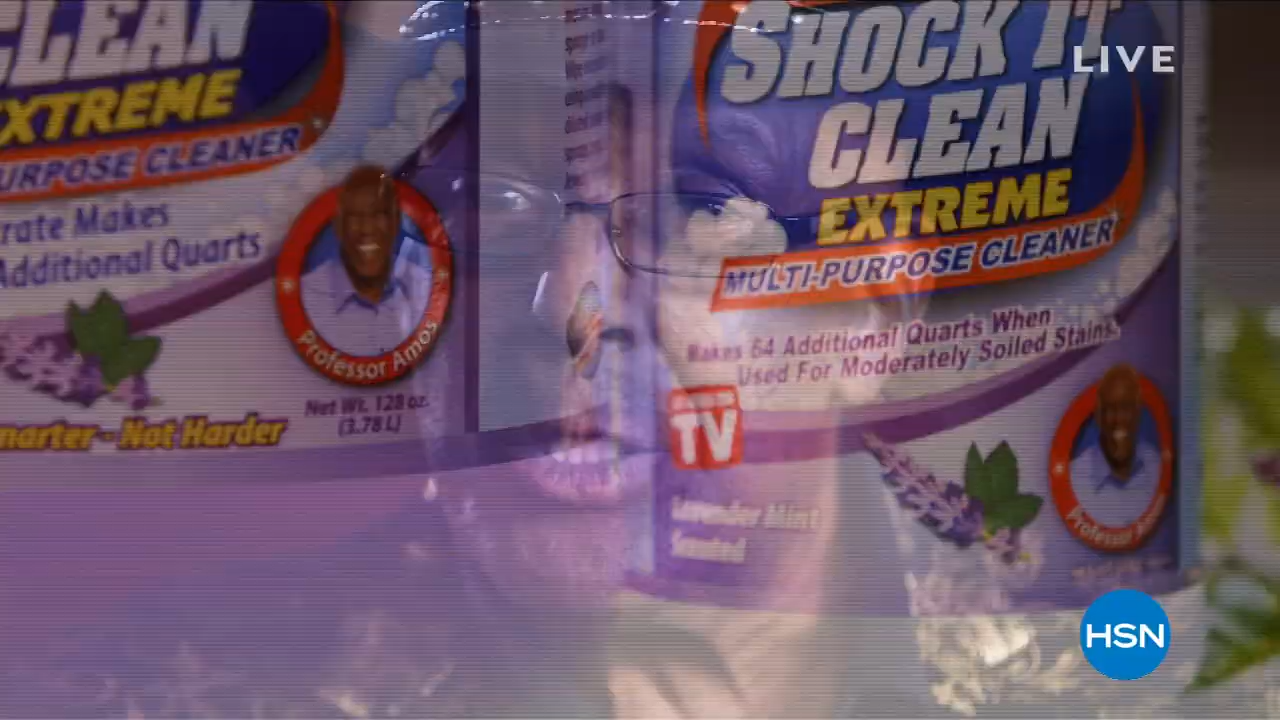 CLEAN
EXTREME
URPOSE CLEANER
rate Makes
Additional Quarts
Professor Amos
Net Wt. 128 oz.
(3.78 L)
marter - Not Harder
SHOCK IT
CLEAN
EXTREME
MULTI-PURPOSE CLEANER
Makes 64 Additional Quarts When
Used For Moderately Soiled Stains.
TV
Lavender Mint
Scented
Professor Amos
LIVE
HSN